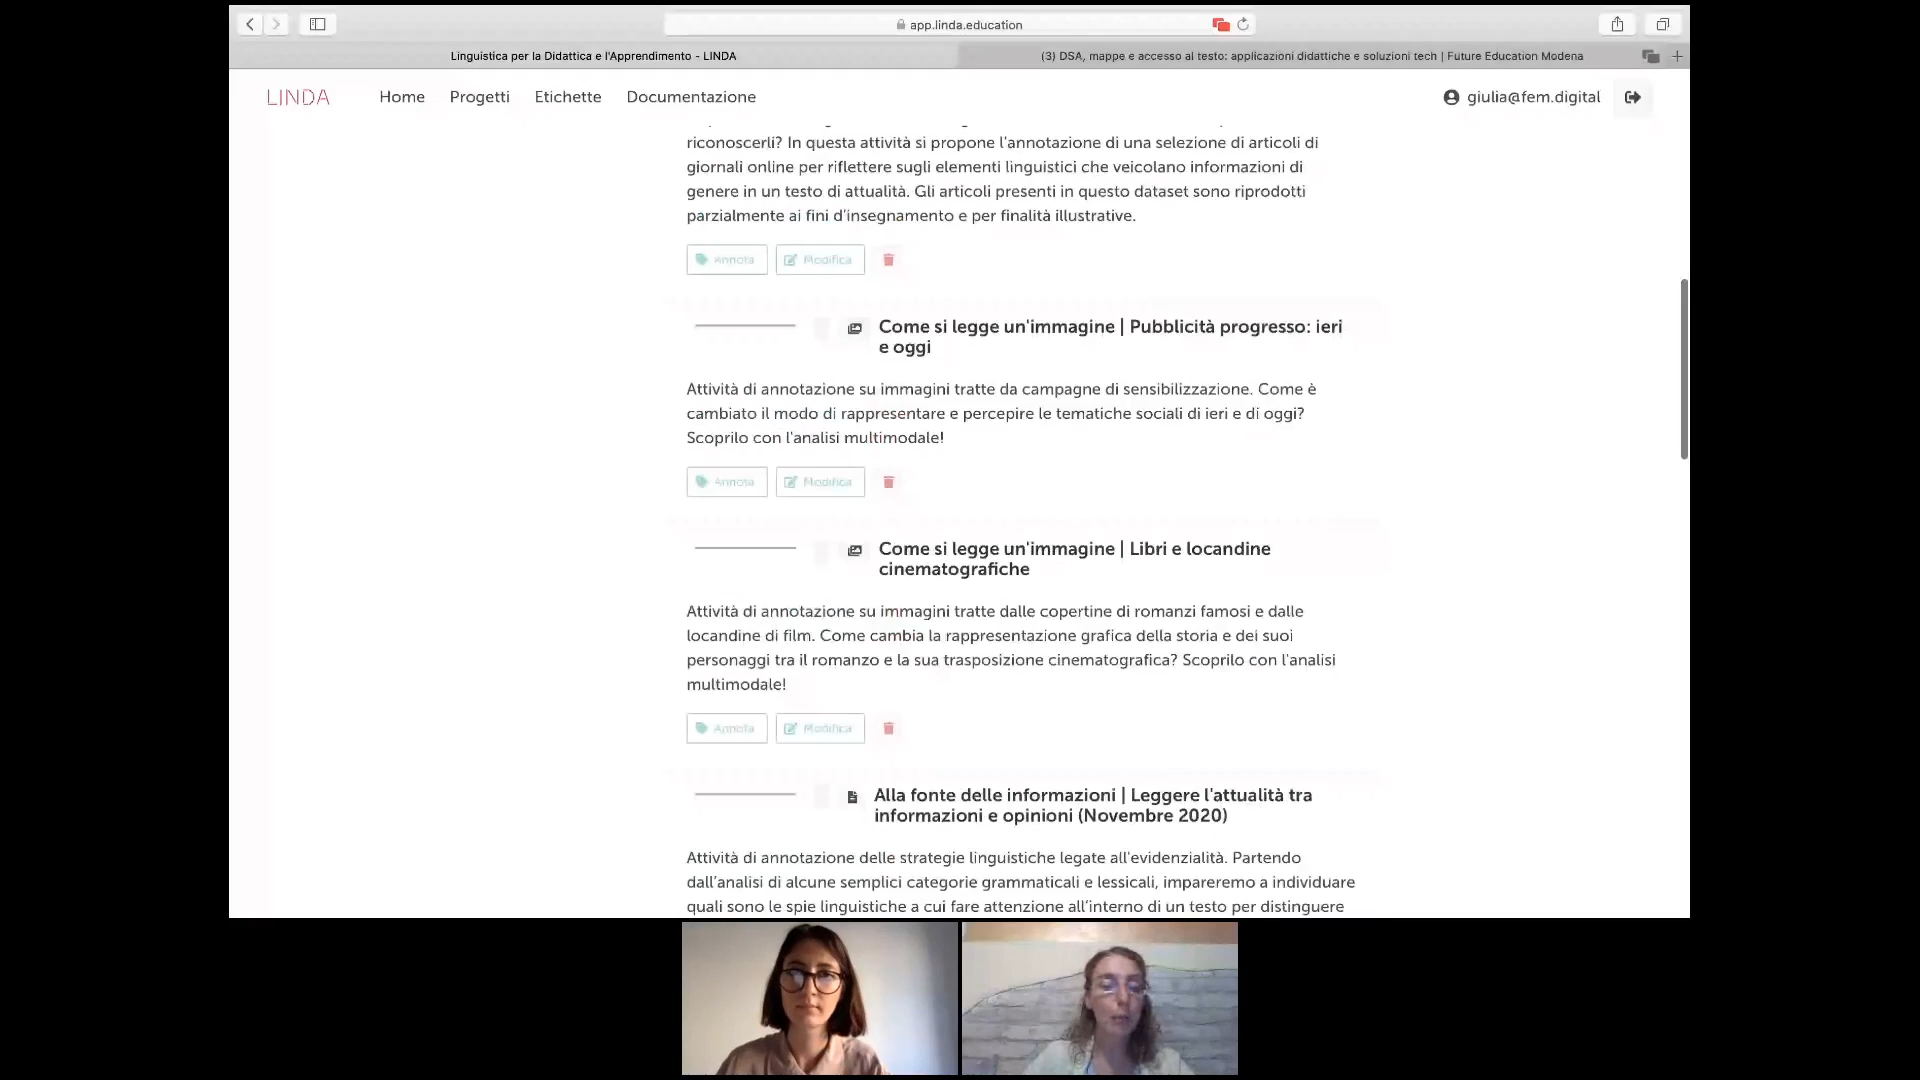 app.linda.education
Linguistica per la Didattica e l'Apprendimento - LINDA
(3) DSA, mappe e accesso al testo: applicazioni didattiche e soluzioni tech | Future Education Modena
LINDA
Home
Progetti
Etichette
Documentazione
giulia@fem.digital
riconoscerli? In questa attività si propone l'annotazione di una selezione di articoli di
giornali online per riflettere sugli elementi linguistici che veicolano informazioni di
genere in un testo di attualità. Gli articoli presenti in questo dataset sono riprodotti
parzialmente ai fini d'insegnamento e per finalità illustrative.
Annota
Modifica
Come si legge un'immagine | Pubblicità progresso: ieri
e oggi
Attività di annotazione su immagini tratte da campagne di sensibilizzazione. Come è
cambiato il modo di rappresentare e percepire le tematiche sociali di ieri e di oggi?
Scoprilo con l'analisi multimodale!
Annota
Modifica
Come si legge un'immagine | Libri e locandine
cinematografiche
Attività di annotazione su immagini tratte dalle copertine di romanzi famosi e dalle
locandine di film. Come cambia la rappresentazione grafica della storia e dei suoi
personaggi tra il romanzo e la sua trasposizione cinematografica? Scoprilo con l'analisi
multimodale!
Annota
Modifica
Alla fonte delle informazioni | Leggere l'attualità tra
informazioni e opinioni (Novembre 2020)
Attività di annotazione delle strategie linguistiche legate all'evidenzialità. Partendo
dall'analisi di alcune semplici categorie grammaticali e lessicali, impareremo a individuare
quali sono le spie linguistiche a cui fare attenzione all'interno di un testo per distinguere